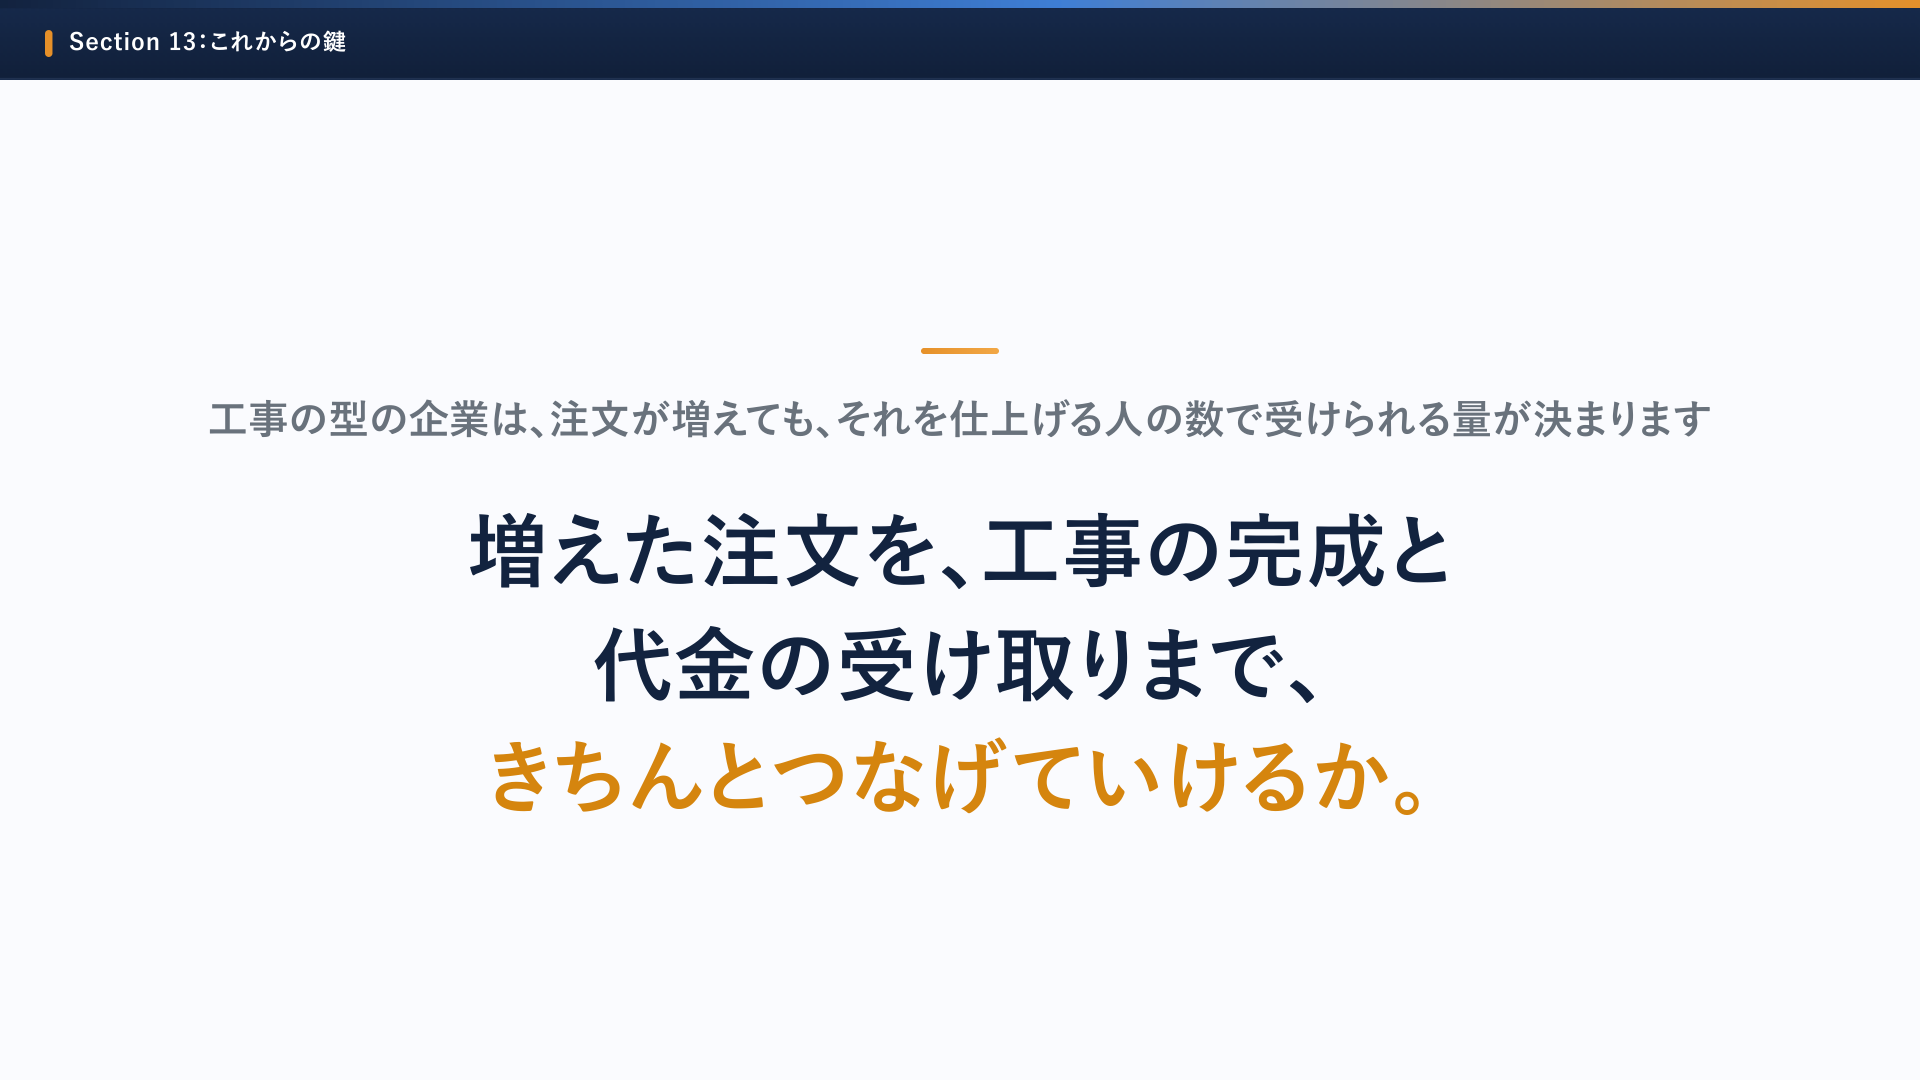 Section 13：これからの鍵
工事の型の企業は、注文が増えても、それを仕上げる人の数で受けられる量が決まります
増えた注文を、工事の完成と
代金の受け取りまで、
きちんとつなげていけるか。